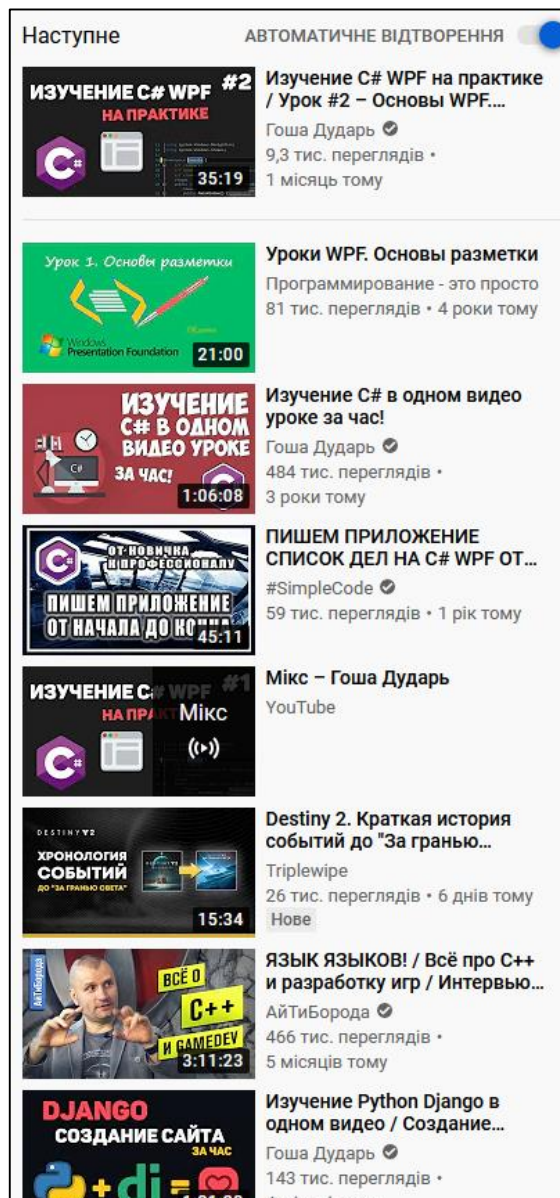 Наступне
АВТОМАТИЧНЕ ВІДТВОРЕННЯ
ИЗУЧЕНИЕ C# WPF #2
НА ПРАКТИКЕ
C#
35:19
Изучение C# WPF на практике
/ Урок #2 – Основы WPF....
Гоша Дударь
9,3 тис. переглядів •
1 місяць тому
Урок 1. Основы разметки
Windows
Presentation Foundation
21:00
Уроки WPF. Основы разметки
Программирование - это просто
81 тис. переглядів • 4 роки тому
ИЗУЧЕНИЕ
C# В ОДНОМ
ВИДЕО УРОКЕ
ЗА ЧАС!
C#
1:06:08
Изучение C# в одном видео
уроке за час!
Гоша Дударь
484 тис. переглядів •
3 роки тому
C#
ОТ НОВИЧКА
К ПРОФЕССИОНАЛУ
ПИШЕМ ПРИЛОЖЕНИЕ
ОТ НАЧАЛА ДО
45:11
ПИШЕМ ПРИЛОЖЕНИЕ
СПИСОК ДЕЛ НА C# WPF ОТ...
#SimpleCode
59 тис. переглядів • 1 рік тому
ИЗУЧЕНИЕ C# WPF #1
НА
Мікс
C#
Мікс – Гоша Дударь
YouTube
DESTINY 2
ХРОНОЛОГИЯ
СОБЫТИЙ
ДО "ЗА ГРАНЬЮ СВЕТА"
15:34
Destiny 2. Краткая история
событий до "За гранью...
Triplewipe
26 тис. переглядів • 6 днів тому
Нове
АйТиБорода
ВСЁ О
C++
И GAMEDEV
3:11:23
ЯЗЫК ЯЗЫКОВ! / Всё про C++
и разработку игр / Интервью...
АйТиБорода
466 тис. переглядів •
5 місяців тому
DJANGO
СОЗДАНИЕ САЙТА
ЗА ЧАС
+ dj =
Изучение Python Django в
одном видео / Создание...
Гоша Дударь
143 тис. переглядів •